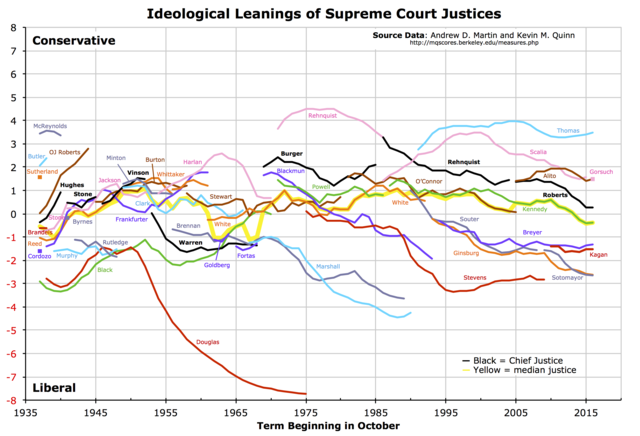 Ideological Leanings of Supreme Court Justices
Conservative
Source Data: Andrew D. Martin and Kevin M. Quinn
http://mqscores.berkeley.edu/measures.php
8
7
6
5
4
3
2
1
0
-1
-2
-3
-4
-5
-6
-7
-8
McReynolds
Butler
OJ Roberts
Sutherland
Hughes
Stone
Brandeis
Reed
Cordozo
Byrnes
Murphy
Rutledge
Black
Jackson
Minton
Vinson
Burton
Whittaker
Clark
Frankfurter
Harlan
Brennan
Warren
Stewart
White
Goldberg
Fortas
Douglas
Rehnquist
Burger
Blackmun
Powell
Marshall
O'Connor
White
Rehnquist
Stevens
Souter
Ginsburg
Thomas
Scalia
Kennedy
Breyer
Alito
Roberts
Gorsuch
Kagan
Sotomayor
Black = Chief Justice
Yellow = median justice
Liberal
1935
1945
1955
1965
1975
1985
1995
2005
2015
Term Beginning in October